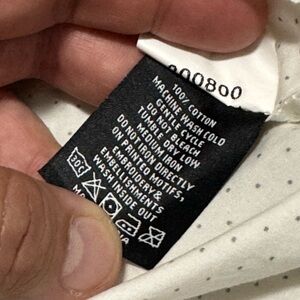 000800
100% COTTON
MACHINE WASH COLD
GENTLE CYCLE
DO NOT BLEACH
TUMBLE DRY LOW
MEDIUM IRON
DO NOT IRON DIRECTLY
ON PRINTED MOTIFS,
EMBROIDERY &
WASH INSIDE OUT
30C